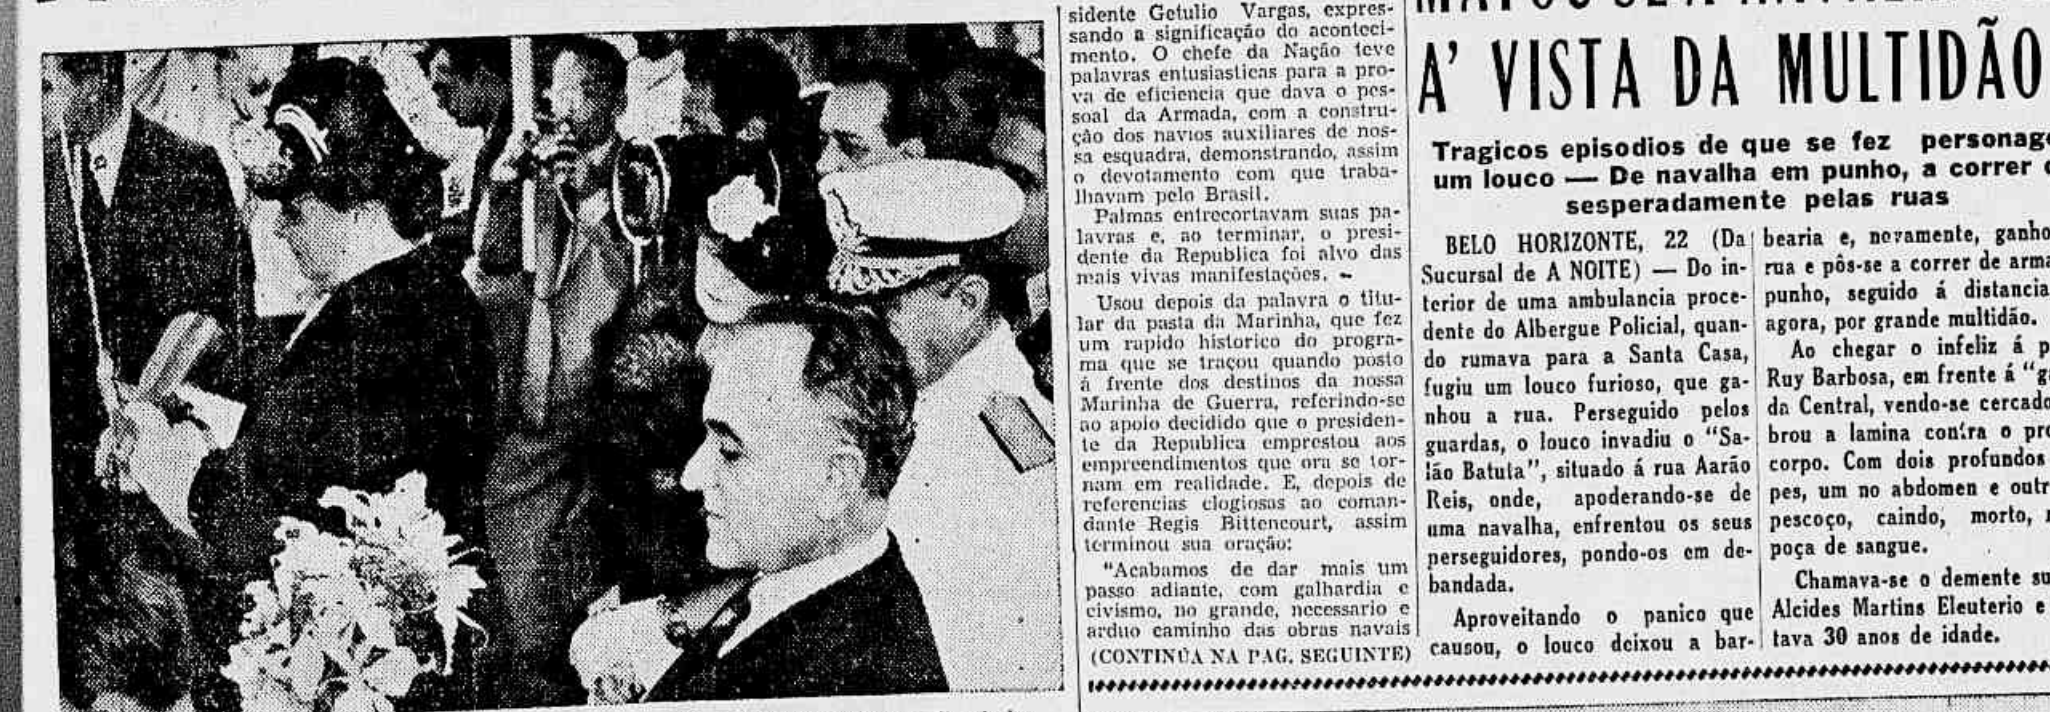 sidente Getulio Vargas, expres-
sando a significação do aconteci-
mento. O chefe da Nação teve
palavras entusiasticas para a pro-
va de eficiencia que dava o pes-
soal da Armada, com a constru-
ção dos navios auxiliares de nos-
sa esquadra, demonstrando, assim
o devotamento com que traba-
lhavam pelo Brasil.
Palmas entrecortavam suas pa-
lavras e, ao terminar, o presi-
dente da Republica foi alvo das
mais vivas manifestações.
Usou depois da palavra o titu-
lar da pasta da Marinha, que fez
um rapido historico do progra-
ma que se traçou quando posto
á frente dos destinos da nossa
Marinha de Guerra, referindo-se
ao apoio decidido que o presiden-
te da Republica emprestou aos
empreendimentos que ora se tor-
nam em realidade. E, depois de
referencias elogiosas ao coman-
dante Regis Bittencourt, assim
terminou sua oração:
"Acabamos de dar mais um
passo adiante, com galhardia e
civismo, no grande, necessario e
arduo caminho das obras navais
(CONTINÚA NA PAG. SEGUINTE)
A' VISTA DA MULTIDÃO
Tragicos episodios de que se fez personag
um louco — De navalha em punho, a correr
sesperadamente pelas ruas
BELO HORIZONTE, 22 (Da
Sucursal de A NOITE) — Do in-
terior de uma ambulancia proce-
dente do Albergue Policial, quan-
do rumava para a Santa Casa,
fugiu um louco furioso, que ga-
nhou a rua. Perseguido pelos
guardas, o louco invadiu o "Sa-
lão Batuta", situado á rua Aarão
Reis, onde, apoderando-se de
uma navalha, enfrentou os seus
perseguidores, pondo-os em de-
bandada.
Aproveitando o panico que
causou, o louco deixou a bar-
bearia e, novamente, ganho
rua e pôs-se a correr de arma
punho, seguido á distancia
agora, por grande multidão.
Ao chegar o infeliz á p
Ruy Barbosa, em frente á "g
da Central, vendo-se cercado
brou a lamina contra o pro
corpo. Com dois profundos
pes, um no abdomen e outr
pescoço, caindo, morto,
poça de sangue.
Chamava-se o demente su
Alcides Martins Eleuterio e
tava 30 anos de idade.